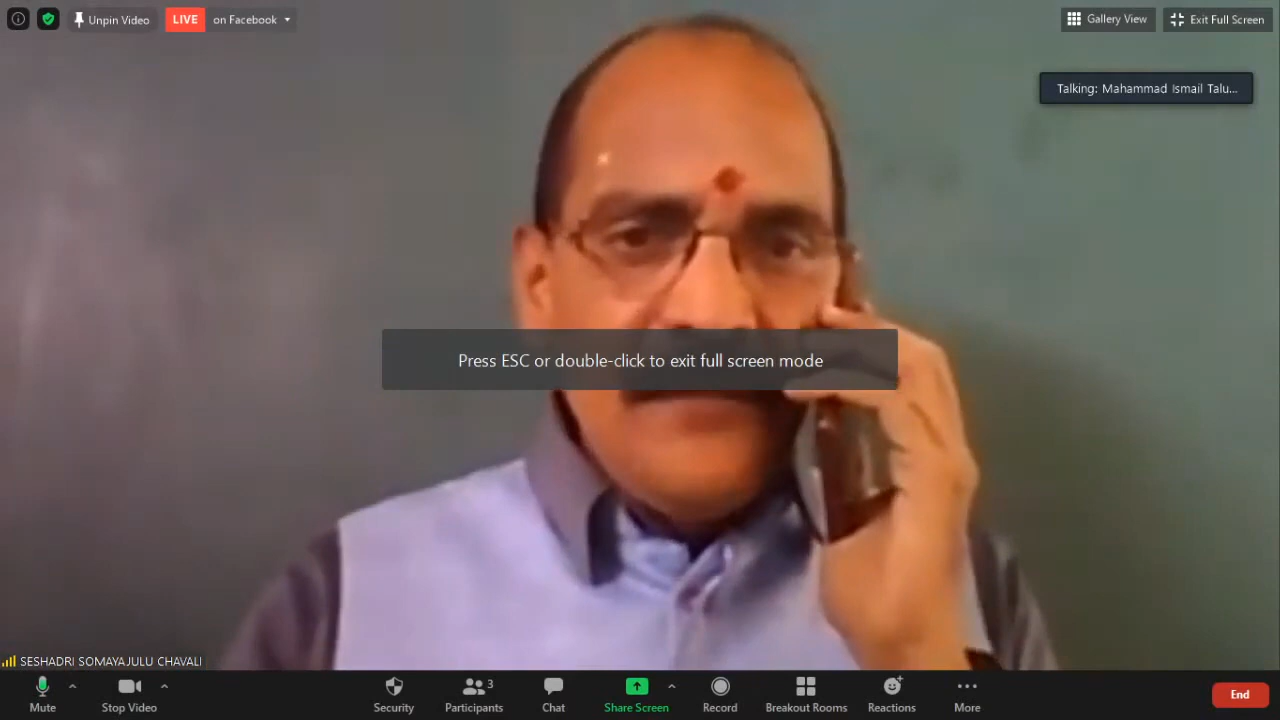 Unpin Video
LIVE on Facebook
Gallery View
Exit Full Screen
Talking: Mahammad Ismail Talu...
Press ESC or double-click to exit full screen mode
SESHADRI SOMAYAJULU CHAVALI
Mute
Stop Video
Security
3
Participants
Chat
Share Screen
Record
Breakout Rooms
Reactions
More
End